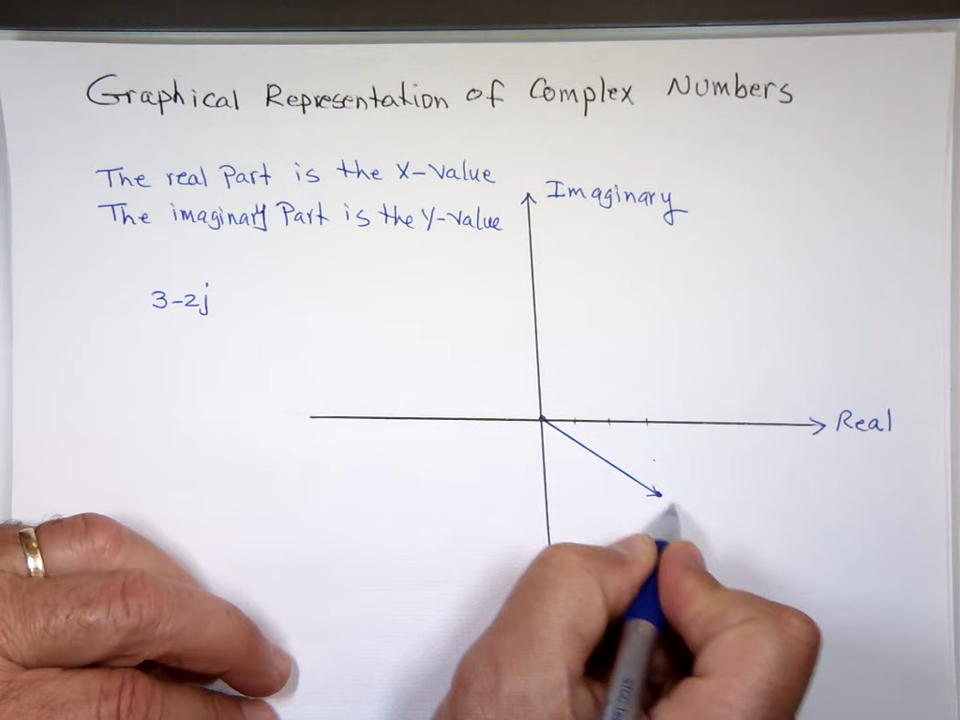 Graphical Representation of Complex Numbers
The real Part is the X-value
The imaginary Part is the Y-value
Imaginary
3-2j
Real